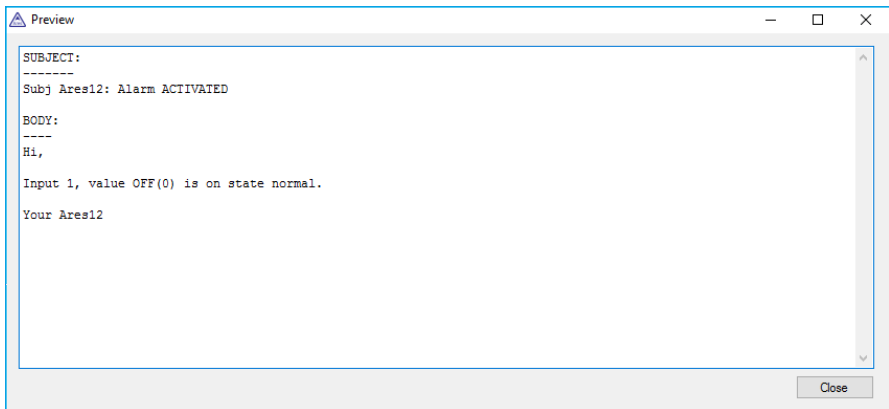 Preview
SUBJECT:
-------
Subj Ares12: Alarm ACTIVATED
BODY:
----
Hi,
Input 1, value OFF(0) is on state normal.
Your Ares12
Close